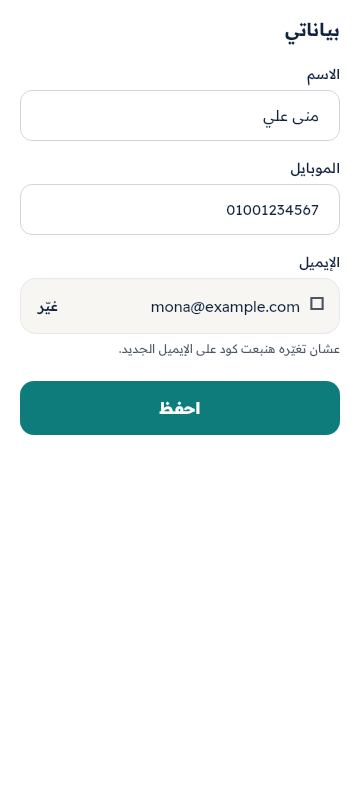 بياناتي
الاسم
منى علي
الموبايل
01001234567
الإيميل
mona@example.com غيّر
عشان تغيّره هنبعت كود على الإيميل الجديد.
احفظ